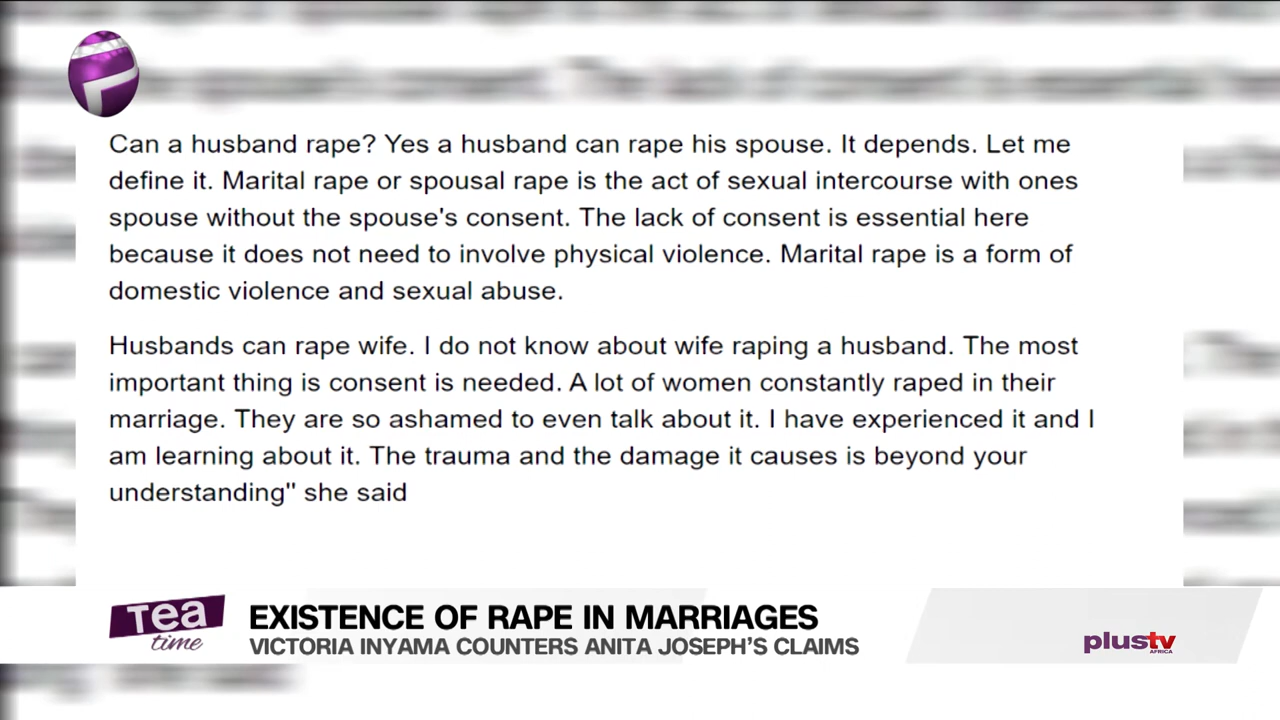 Can a husband rape? Yes a husband can rape his spouse. It depends. Let me
define it. Marital rape or spousal rape is the act of sexual intercourse with ones
spouse without the spouse's consent. The lack of consent is essential here
because it does not need to involve physical violence. Marital rape is a form of
domestic violence and sexual abuse.
Husbands can rape wife. I do not know about wife raping a husband. The most
important thing is consent is needed. A lot of women constantly raped in their
marriage. They are so ashamed to even talk about it. I have experienced it and I
am learning about it. The trauma and the damage it causes is beyond your
understanding" she said
Tea
time
EXISTENCE OF RAPE IN MARRIAGES
VICTORIA INYAMA COUNTERS ANITA JOSEPH'S CLAIMS
plustv
AFRICA